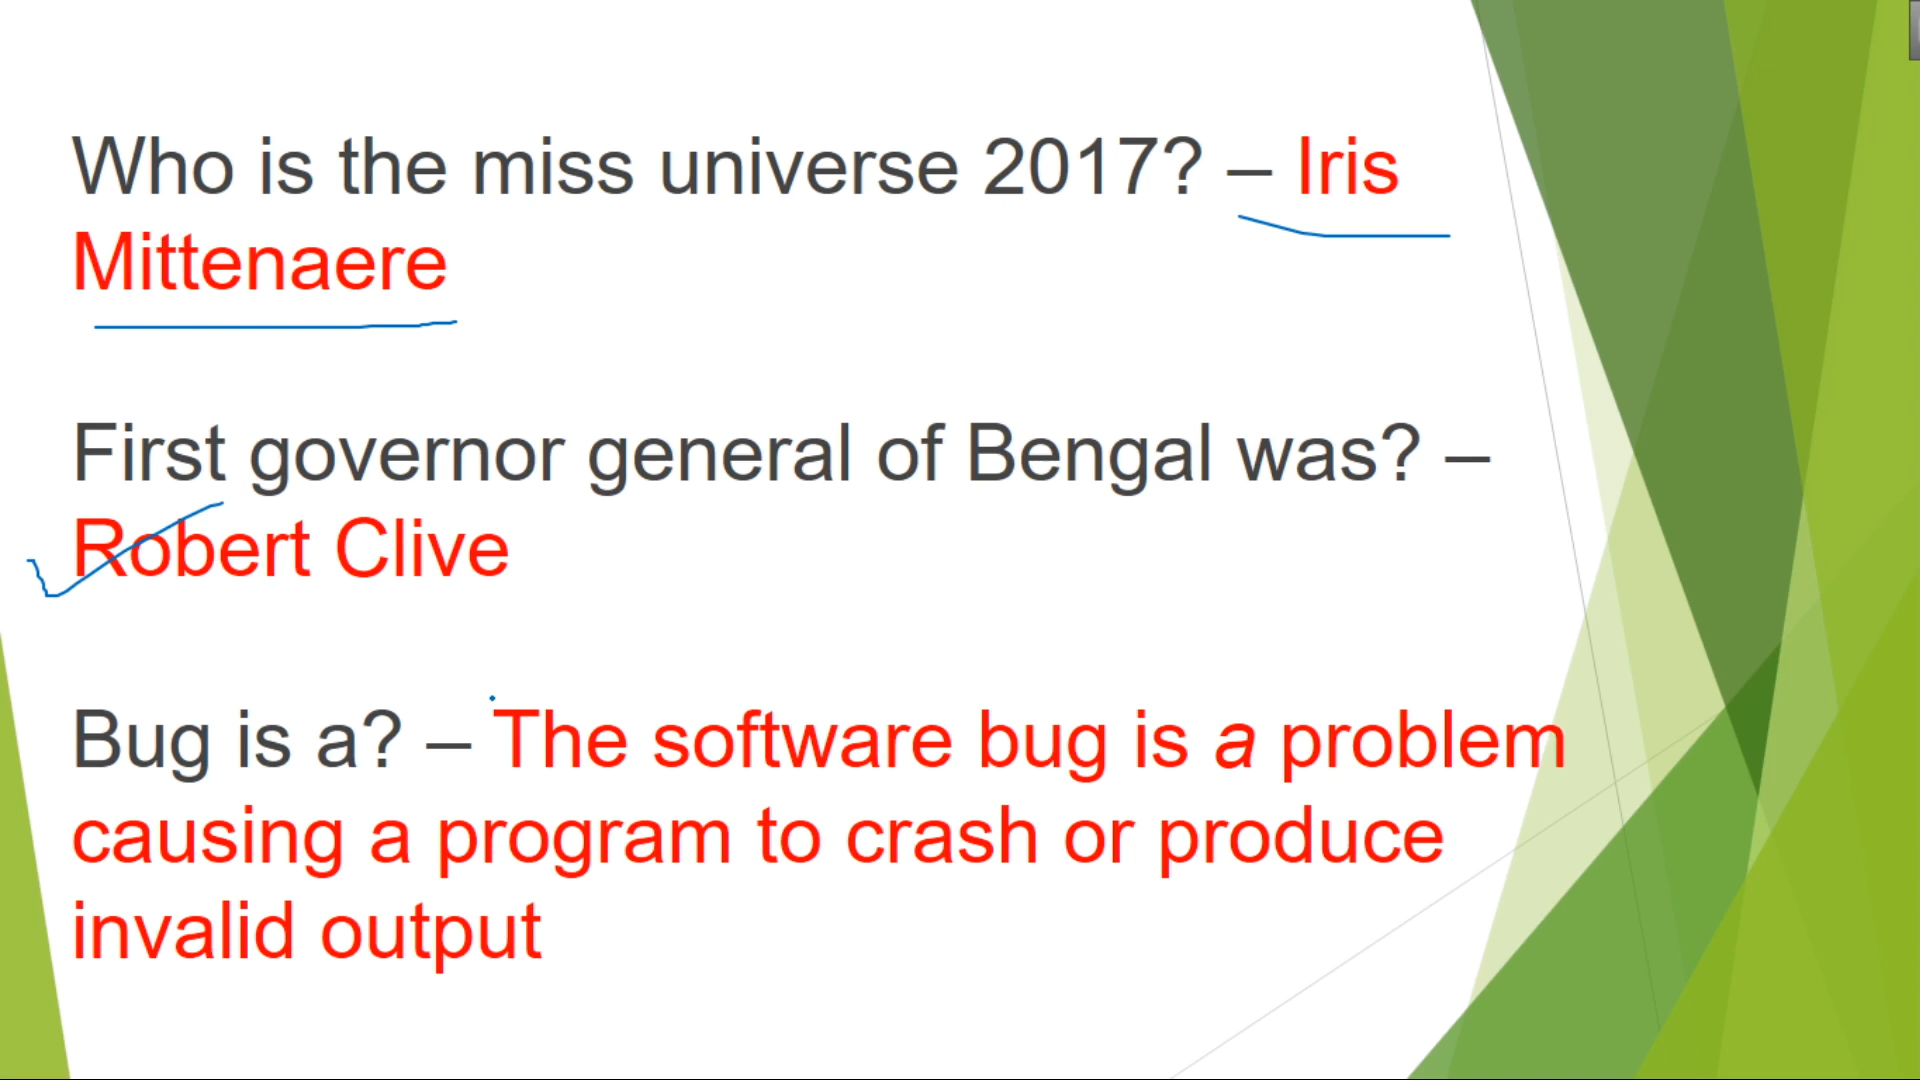 Who is the miss universe 2017? – Iris
Mittenaere
First governor general of Bengal was? –
Robert Clive
Bug is a? – The software bug is a problem
causing a program to crash or produce
invalid output